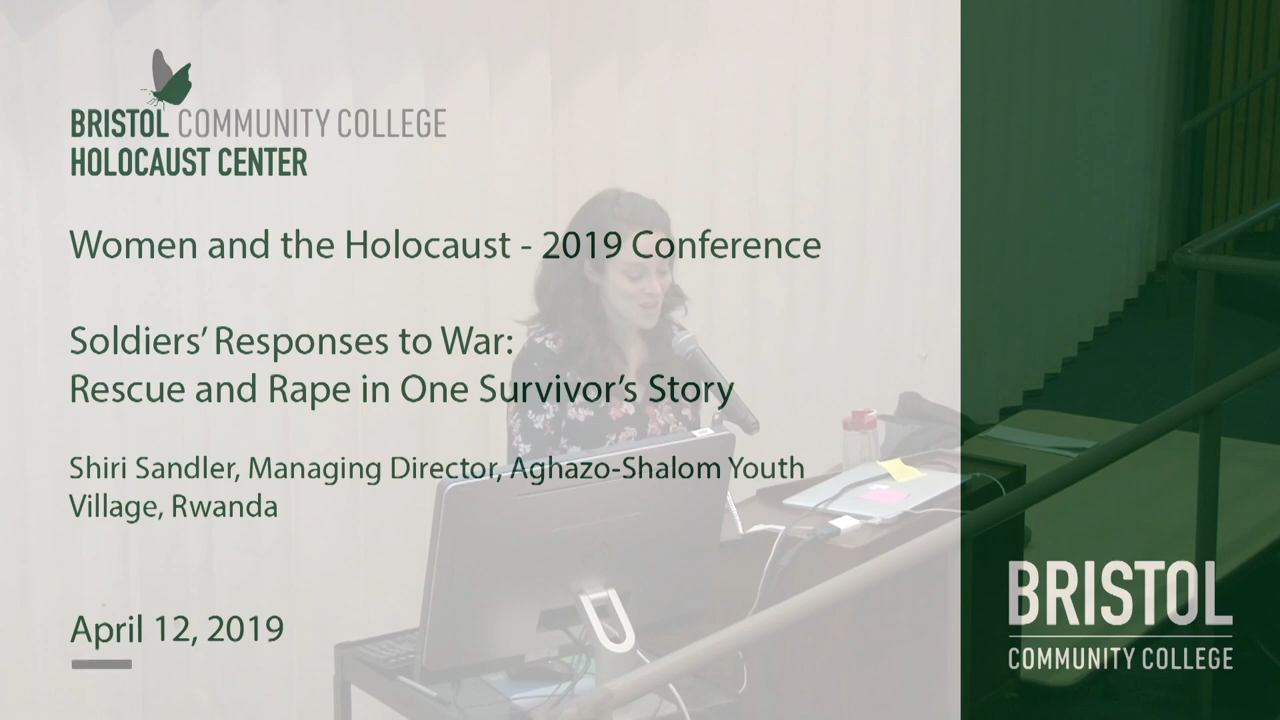 BRISTOL COMMUNITY COLLEGE
HOLOCAUST CENTER
Women and the Holocaust - 2019 Conference
Soldiers’ Responses to War:
Rescue and Rape in One Survivor’s Story
Shiri Sandler, Managing Director, Aghazo-Shalom Youth
Village, Rwanda
April 12, 2019
BRISTOL
COMMUNITY COLLEGE